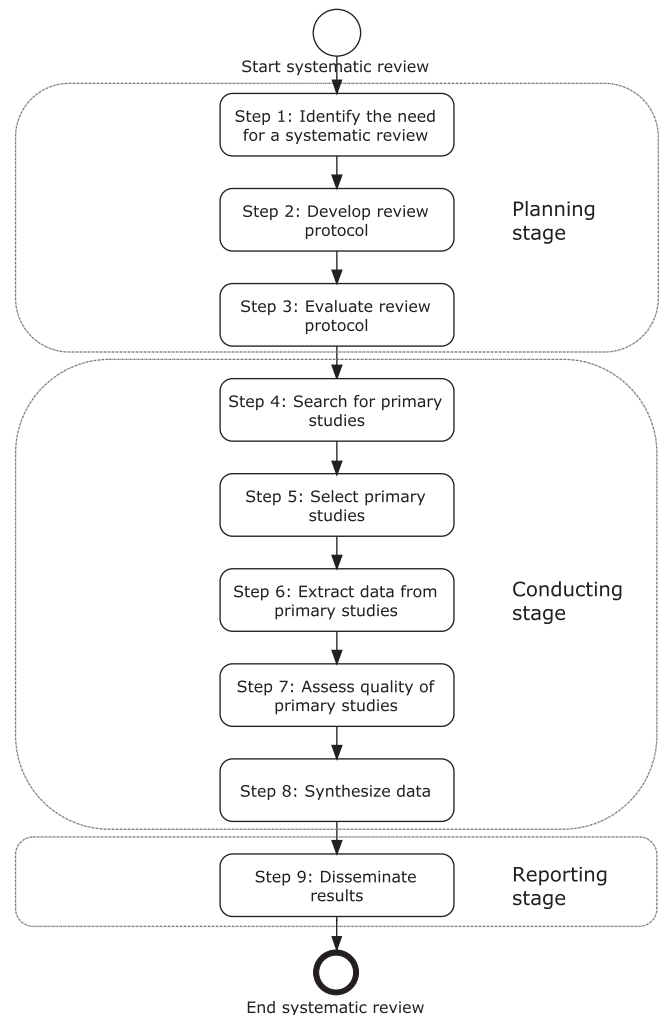 Start systematic review
Step 1: Identify the need
for a systematic review
Step 2: Develop review
protocol
Planning
stage
Step 3: Evaluate review
protocol
Step 4: Search for primary
studies
Step 5: Select primary
studies
Step 6: Extract data from
primary studies
Conducting
stage
Step 7: Assess quality of
primary studies
Step 8: Synthesize data
Step 9: Disseminate
results
Reporting
stage
End systematic review